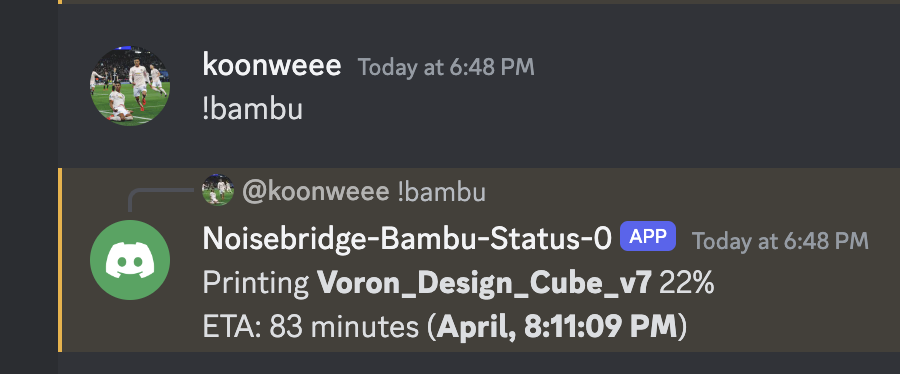 koonweee Today at 6:48 PM
!bambu
@koonweee !bambu
Noisebridge-Bambu-Status-0 APP Today at 6:48 PM
Printing Voron_Design_Cube_v7 22%
ETA: 83 minutes (April, 8:11:09 PM)